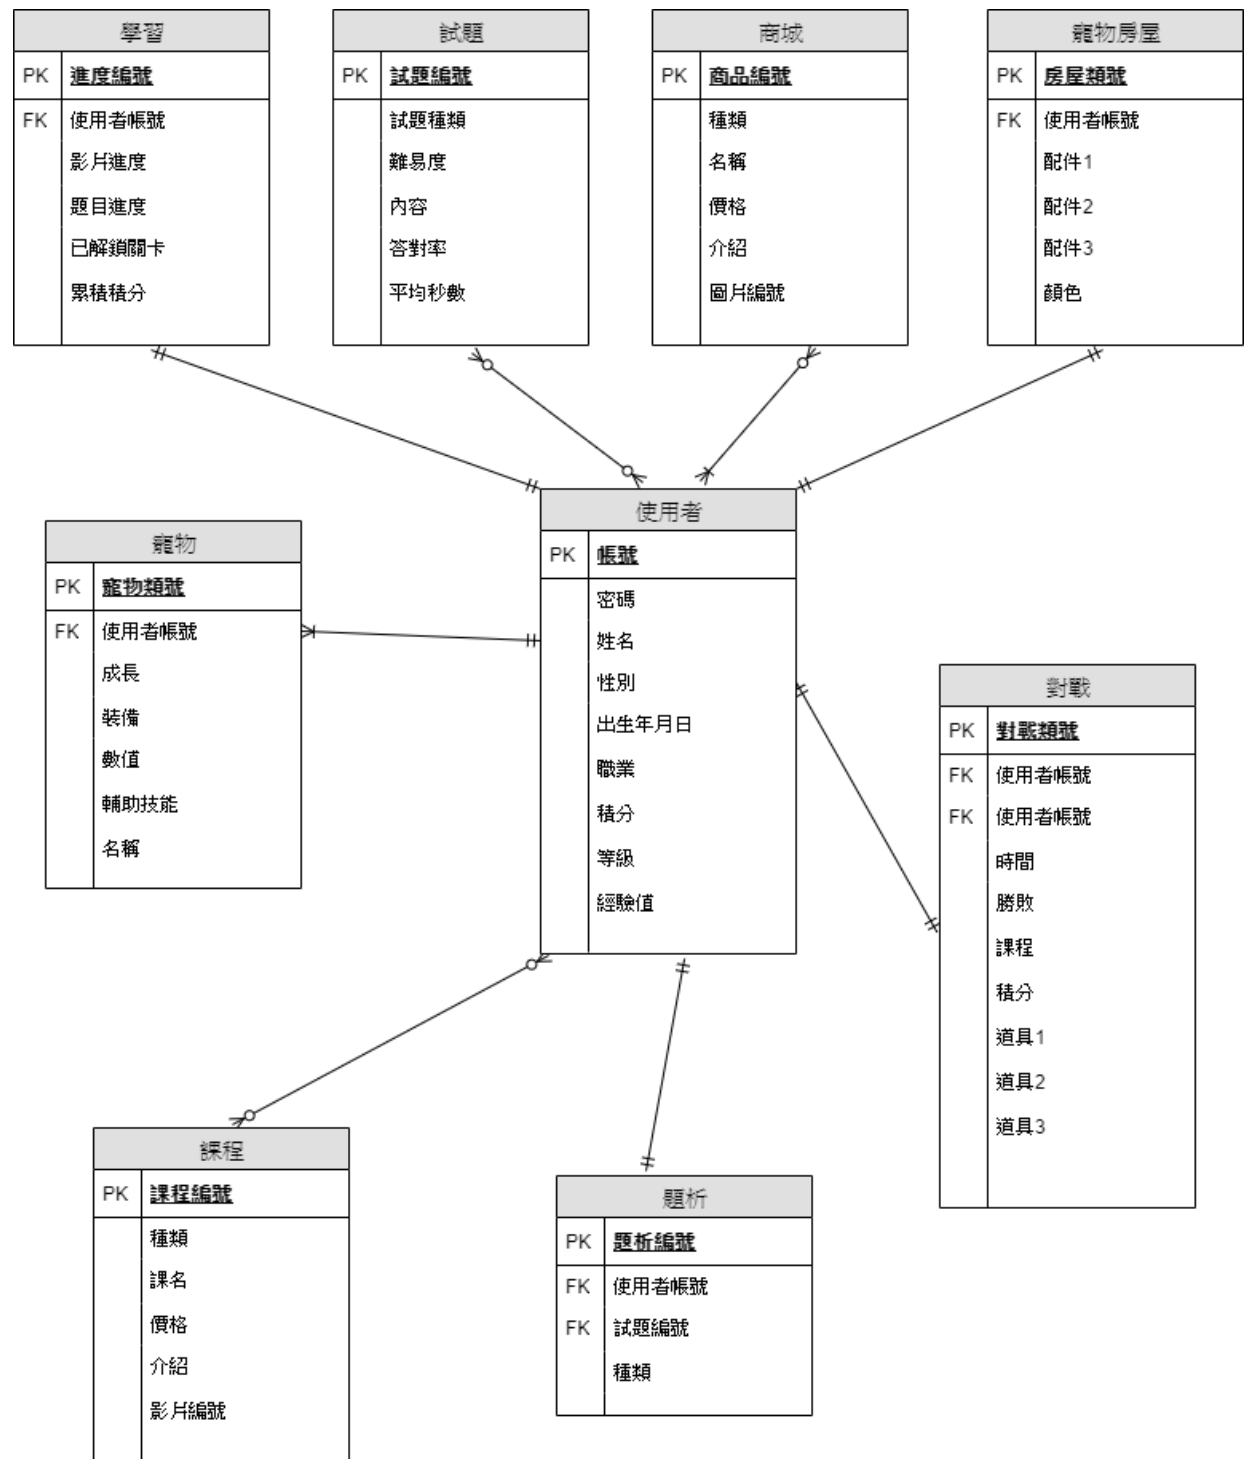 學習
PK 進度編號
FK 使用者帳號
影片進度
題目進度
已解鎖關卡
累積積分
試題
PK 試題編號
試題種類
難易度
內容
答對率
平均秒數
商城
PK 商品編號
種類
名稱
價格
介紹
圖片編號
寵物房屋
PK 房屋類號
FK 使用者帳號
配件1
配件2
配件3
顏色
使用者
PK 帳號
密碼
姓名
性別
出生年月日
職業
積分
等級
經驗值
寵物
PK 寵物類號
FK 使用者帳號
成長
裝備
數值
輔助技能
名稱
對戰
PK 對戰類號
FK 使用者帳號
FK 使用者帳號
時間
勝敗
課程
積分
道具1
道具2
道具3
課程
PK 課程編號
種類
課名
價格
介紹
影片編號
題析
PK 題析編號
FK 使用者帳號
FK 試題編號
種類